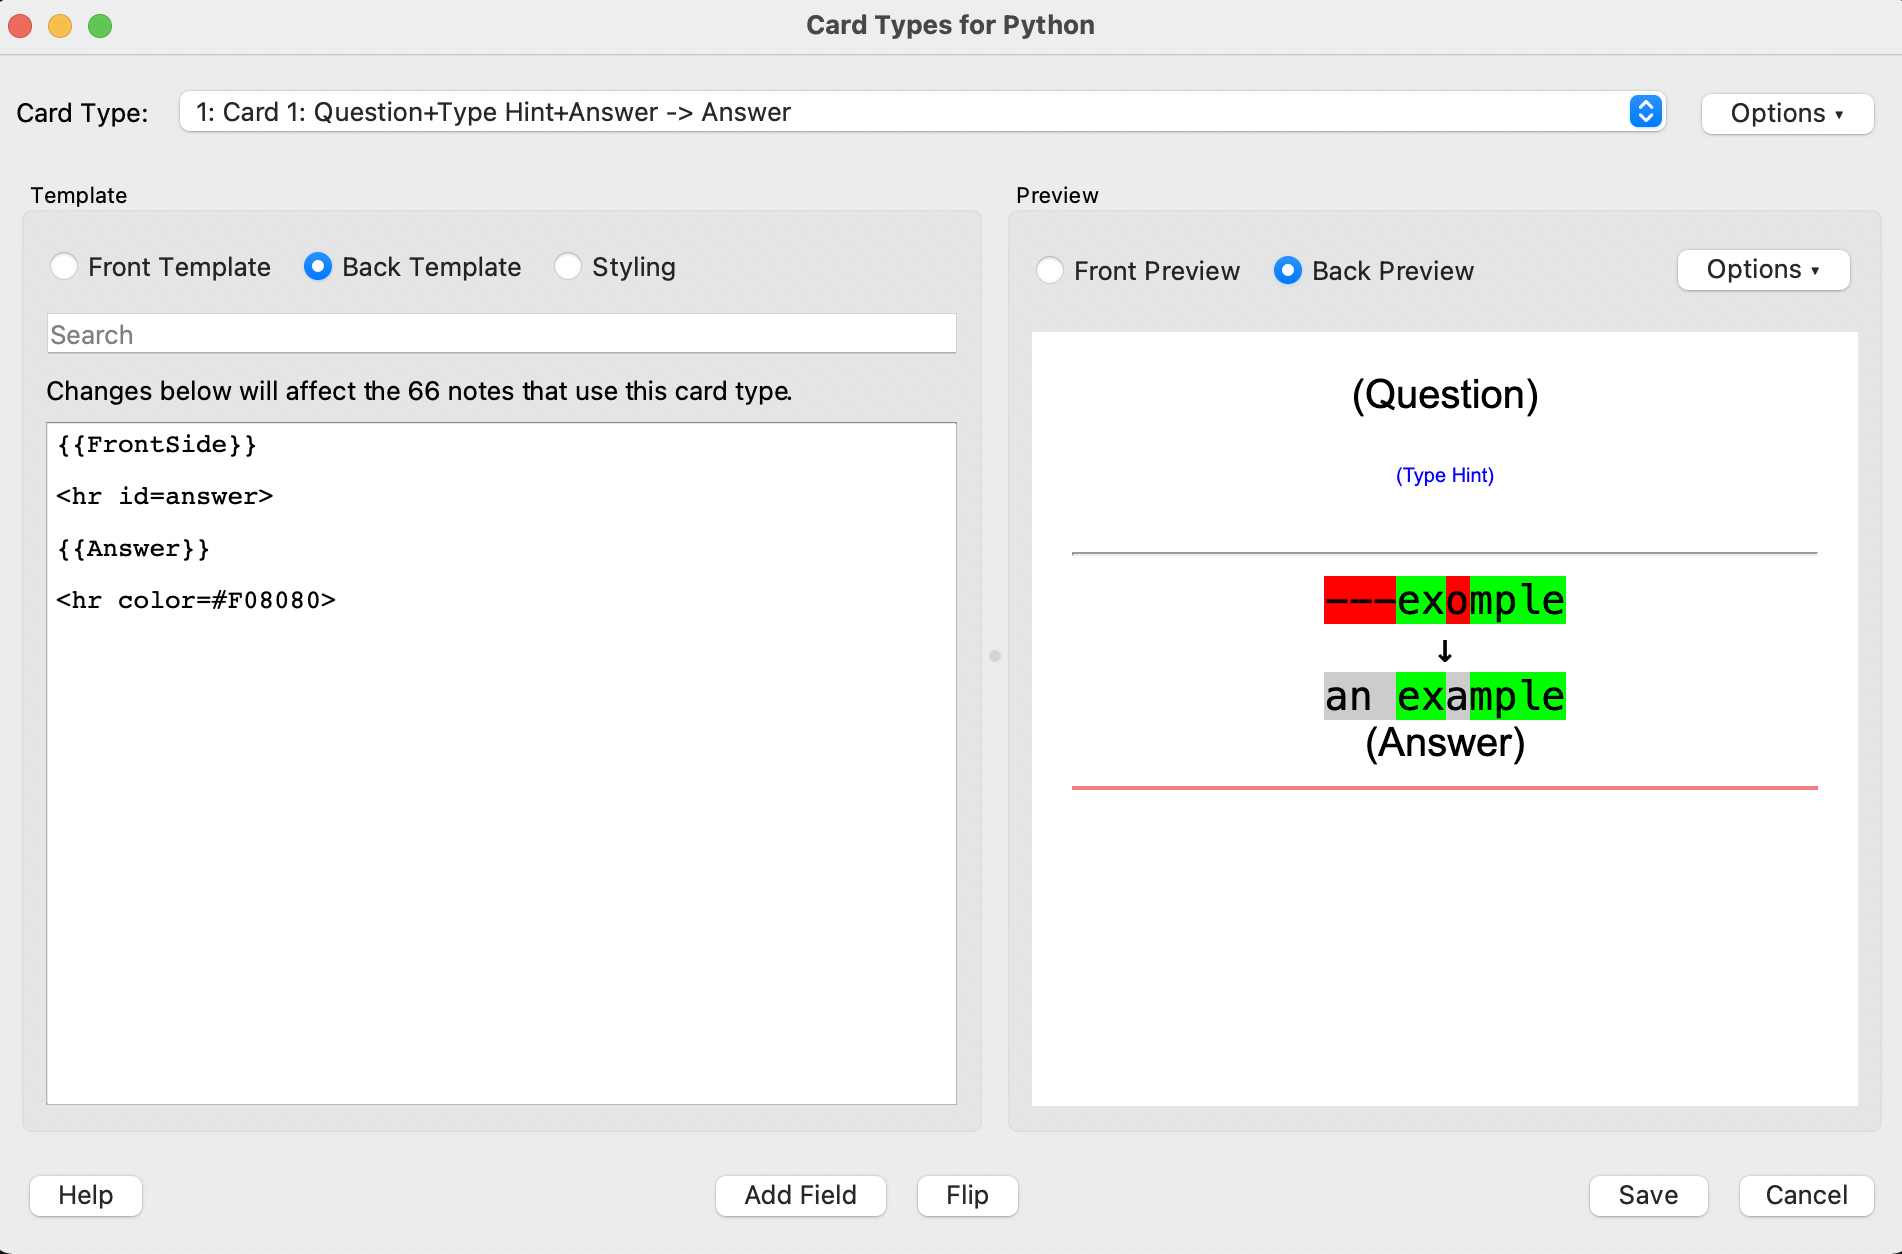 Card Types for Python
Card Type: 1: Card 1: Question+Type Hint+Answer -> Answer Options ▾
Template
Front Template Back Template Styling
Search
Changes below will affect the 66 notes that use this card type.
{{FrontSide}}
<hr id=answer>
{{Answer}}
<hr color=#F08080>
Preview
Front Preview Back Preview Options ▾
(Question)
(Type Hint)
---exomple
↓
an example
(Answer)
Help Add Field Flip Save Cancel